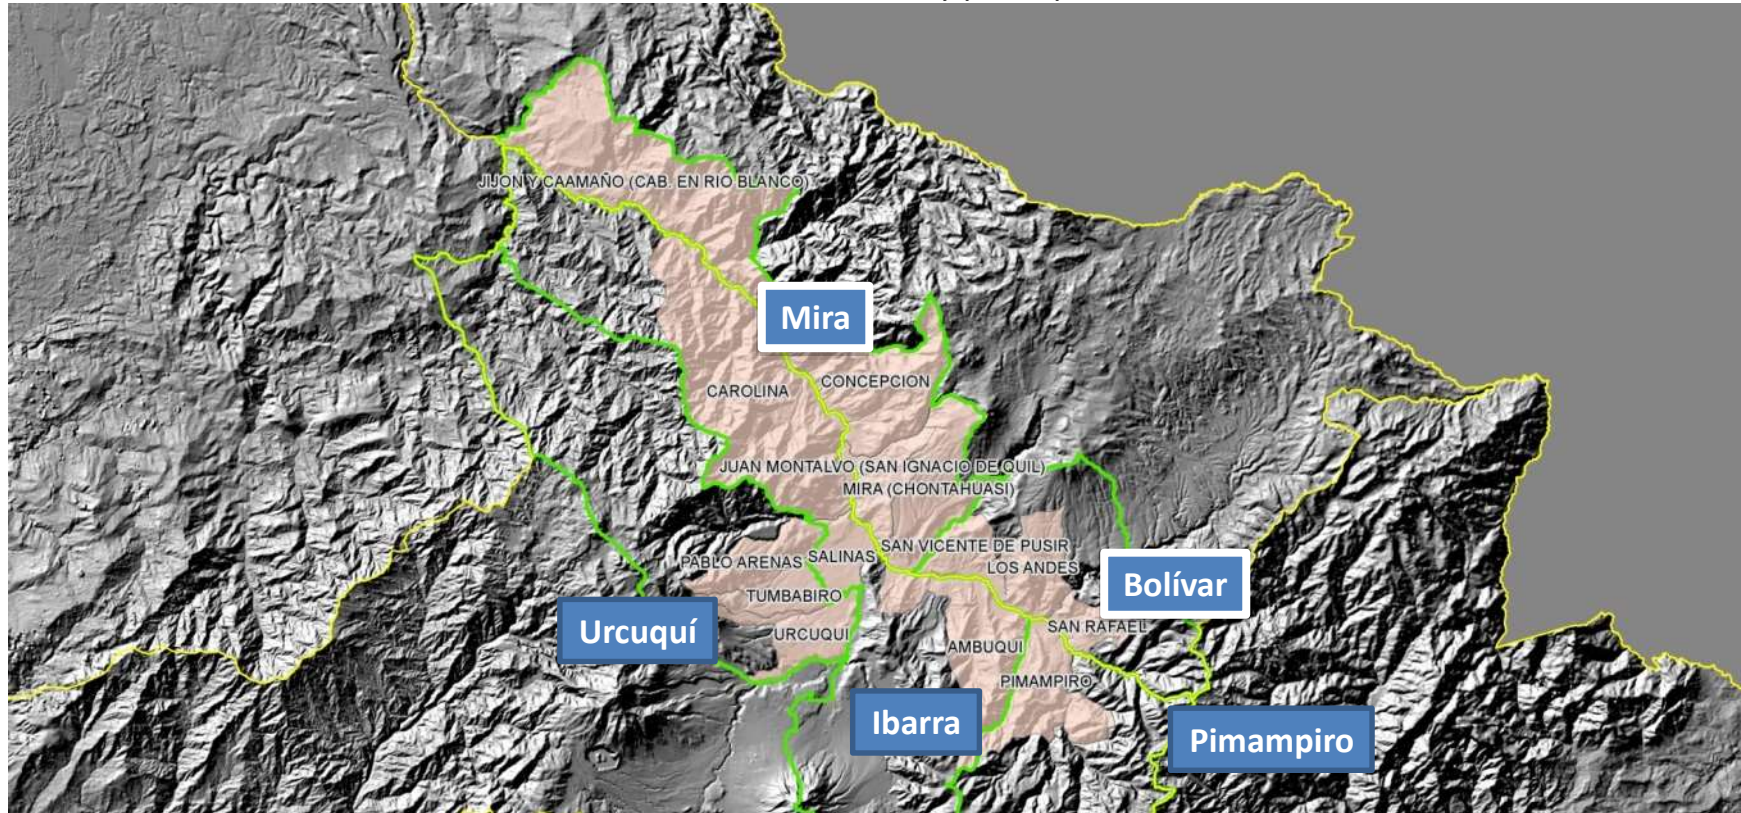 JIJON Y CAAMAÑO (CAB. EN RIO BLANCO)
Mira
CONCEPCION
CAROLINA
JUAN MONTALVO (SAN IGNACIO DE QUIL)
MIRA (CHONTAHUASI)
SAN VICENTE DE PUSIR
PABLO ARENAS
SALINAS
LOS ANDES
Bolívar
TUMBABIRO
Urcuquí
URCUQUI
SAN RAFAEL
AMBUQUI
PIMAMPIRO
Ibarra
Pimampiro